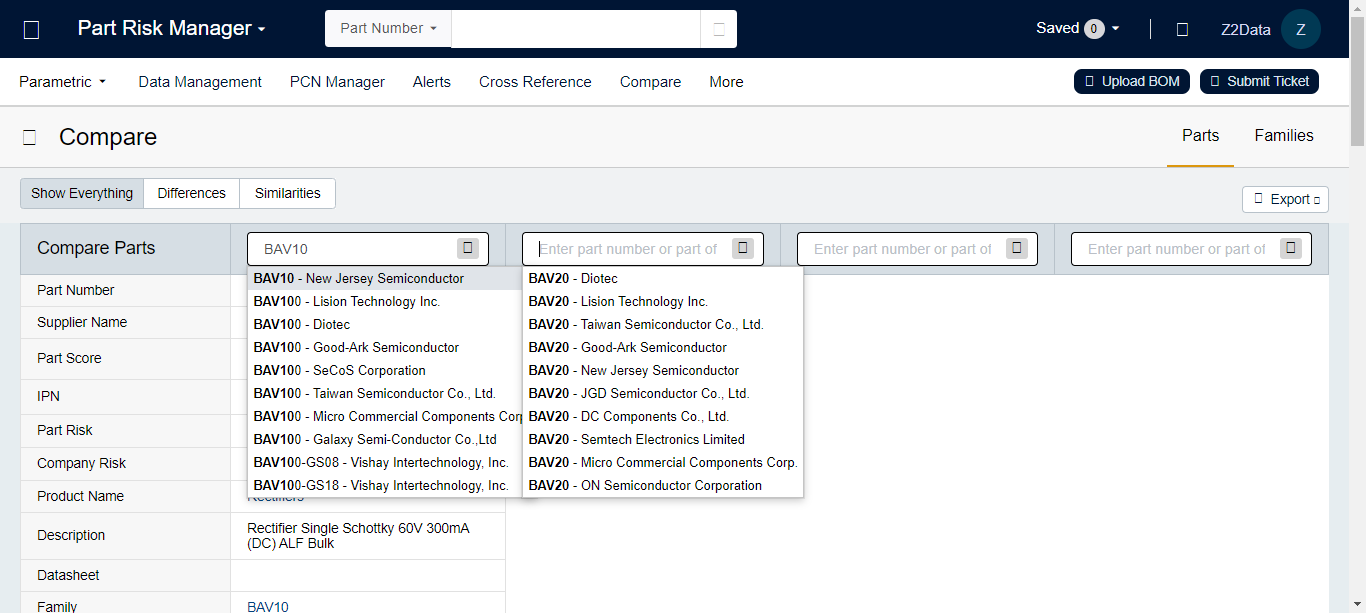 Part Risk Manager
Part Number
Saved 0
Z2Data
Z
Parametric
Data Management
PCN Manager
Alerts
Cross Reference
Compare
More
Upload BOM
Submit Ticket
Compare
Parts
Families
Show Everything
Differences
Similarities
Export
Compare Parts
BAV10
Enter part number or part of
Enter part number or part of
Enter part number or part of
BAV10 - New Jersey Semiconductor
BAV100 - Lision Technology Inc.
BAV100 - Diotec
BAV100 - Good-Ark Semiconductor
BAV100 - SeCoS Corporation
BAV100 - Taiwan Semiconductor Co., Ltd.
BAV100 - Micro Commercial Components Corp
BAV100 - Galaxy Semi-Conductor Co.,Ltd
BAV100-GS08 - Vishay Intertechnology, Inc.
BAV100-GS18 - Vishay Intertechnology, Inc.
BAV20 - Diotec
BAV20 - Lision Technology Inc.
BAV20 - Taiwan Semiconductor Co., Ltd.
BAV20 - Good-Ark Semiconductor
BAV20 - New Jersey Semiconductor
BAV20 - JGD Semiconductor Co., Ltd.
BAV20 - DC Components Co., Ltd.
BAV20 - Semtech Electronics Limited
BAV20 - Micro Commercial Components Corp.
BAV20 - ON Semiconductor Corporation
Part Number
Supplier Name
Part Score
IPN
Part Risk
Company Risk
Product Name
Rectifiers
Description
Rectifier Single Schottky 60V 300mA
(DC) ALF Bulk
Datasheet
Family
BAV10